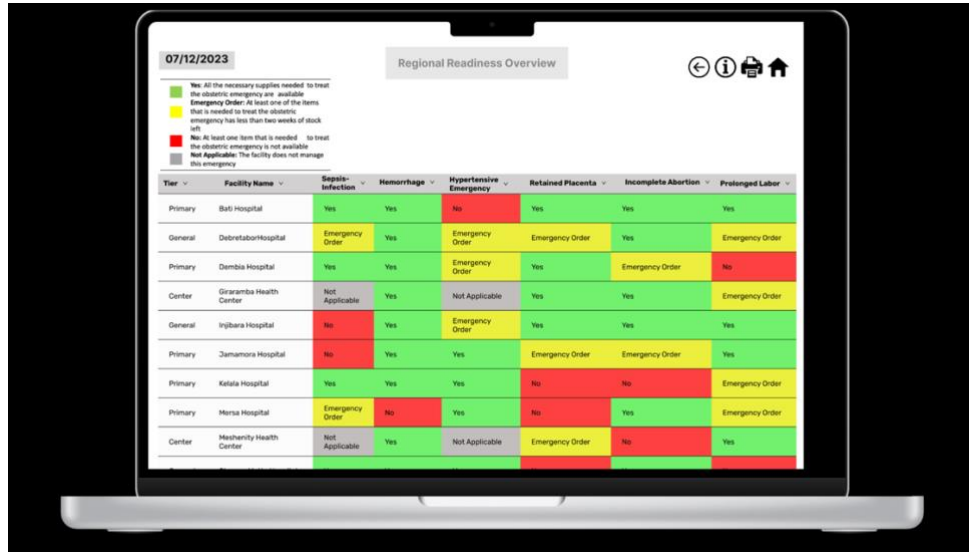 07/12/2023
Regional Readiness Overview
Yes: All the necessary supplies needed to treat
the obstetric emergency are available
Emergency Order: At least one of the items
that is needed to treat the obstetric
emergency has less than two weeks of stock
left
No: At least one item that is needed to treat
the obstetric emergency is not available
Not Applicable: The facility does not manage
this emergency
Tier Facility Name Sepsis-Infection Hemorrhage Hypertensive Emergency Retained Placenta Incomplete Abortion Prolonged Labor
Primary Bati Hospital Yes Yes No Yes Yes Yes
General DebretaborHospital Emergency Order Yes Emergency Order Emergency Order Yes Emergency Order
Primary Dembia Hospital Yes Yes Emergency Order Yes Emergency Order No
Center Giraramba Health Center Not Applicable Yes Not Applicable Yes Yes Emergency Order
General Injibara Hospital No Yes Emergency Order Yes Yes Yes
Primary Jamamora Hospital No Yes Yes Emergency Order Emergency Order Yes
Primary Kelala Hospital Yes Yes Yes No No Emergency Order
Primary Mersa Hospital Emergency Order No Yes No Yes Emergency Order
Center Meshenity Health Center Not Applicable Yes Not Applicable Emergency Order No Yes